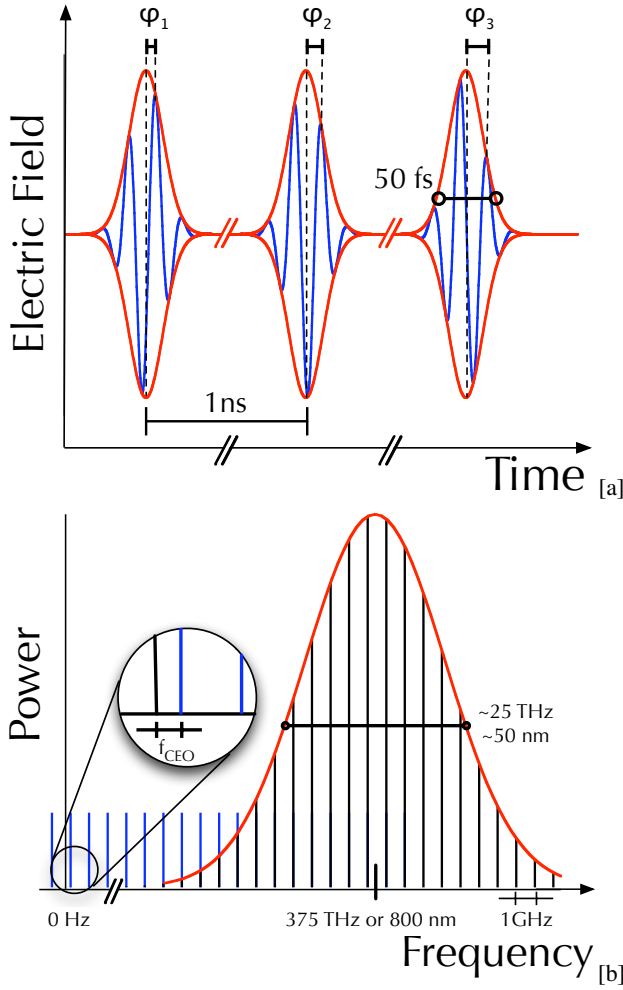 φ1 φ2 φ3
Electric Field
50 fs
1ns
Time [a]
Power
~25 THz
~50 nm
fCEO
0 Hz 375 THz or 800 nm 1GHz
Frequency [b]